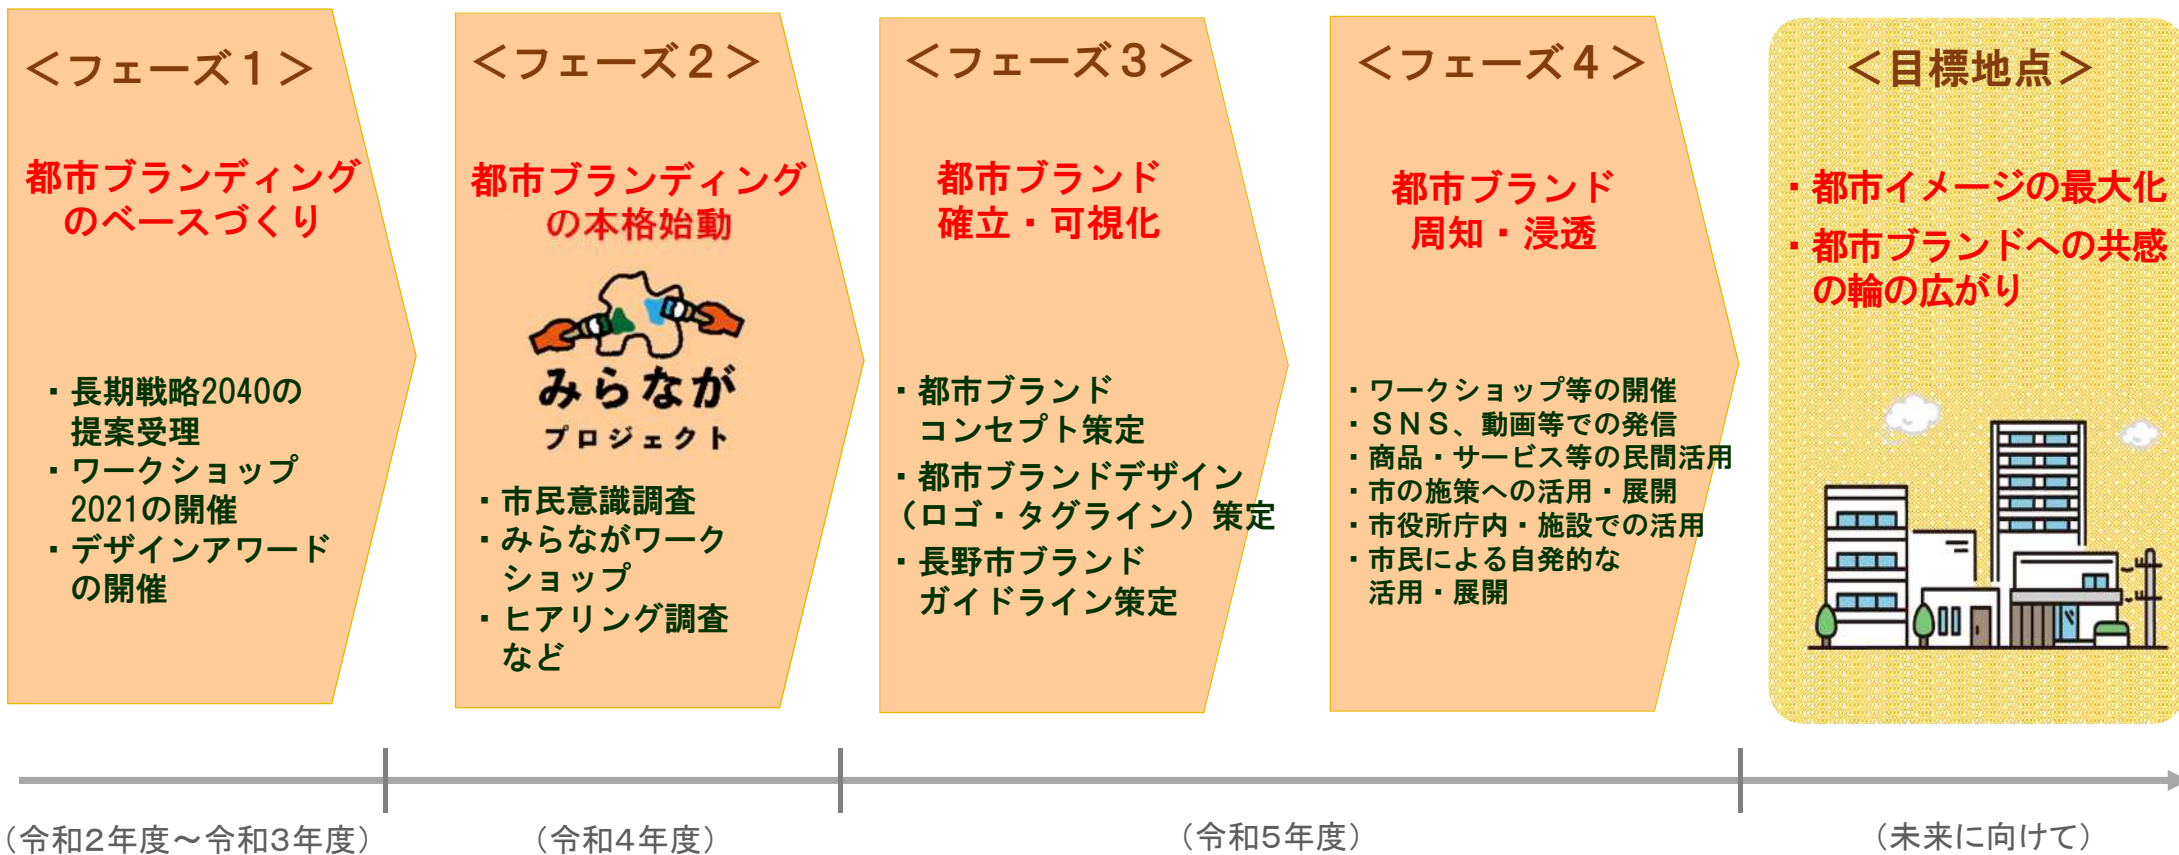 ＜フェーズ１＞
都市ブランディング
のベースづくり
・長期戦略2040の
提案受理
・ワークショップ
2021の開催
・デザインアワード
の開催
＜フェーズ２＞
都市ブランディング
の本格始動
みらなが
プロジェクト
・市民意識調査
・みらながワーク
ショップ
・ヒアリング調査
など
＜フェーズ３＞
都市ブランド
確立・可視化
・都市ブランド
コンセプト策定
・都市ブランドデザイン
（ロゴ・タグライン）策定
・長野市ブランド
ガイドライン策定
＜フェーズ４＞
都市ブランド
周知・浸透
・ワークショップ等の開催
・ＳＮＳ、動画等での発信
・商品・サービス等の民間活用
・市の施策への活用・展開
・市役所庁内・施設での活用
・市民による自発的な
活用・展開
＜目標地点＞
・都市イメージの最大化
・都市ブランドへの共感
の輪の広がり
（令和２年度～令和３年度）
（令和４年度）
（令和５年度）
（未来に向けて）